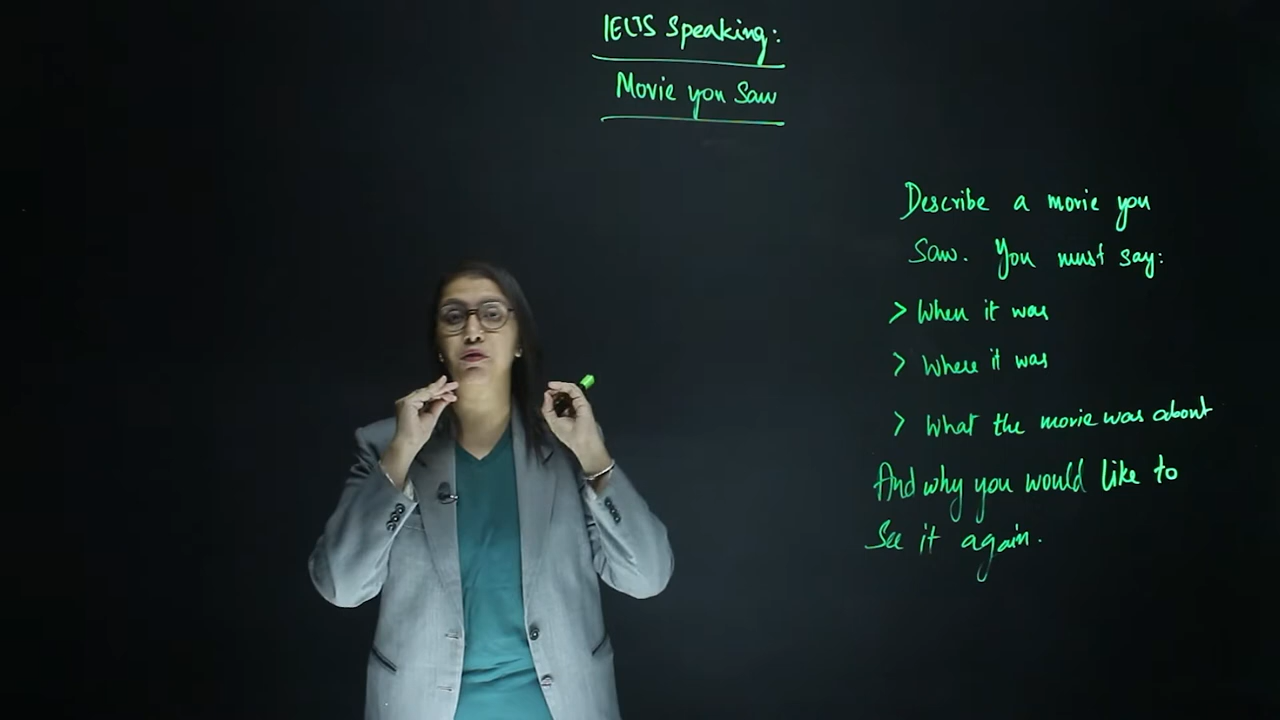 IELTS Speaking:
Movie you Saw
Describe a movie you
Saw. You must say:
> When it was
> Where it was
> What the movie was about
And why you would like to
See it again.